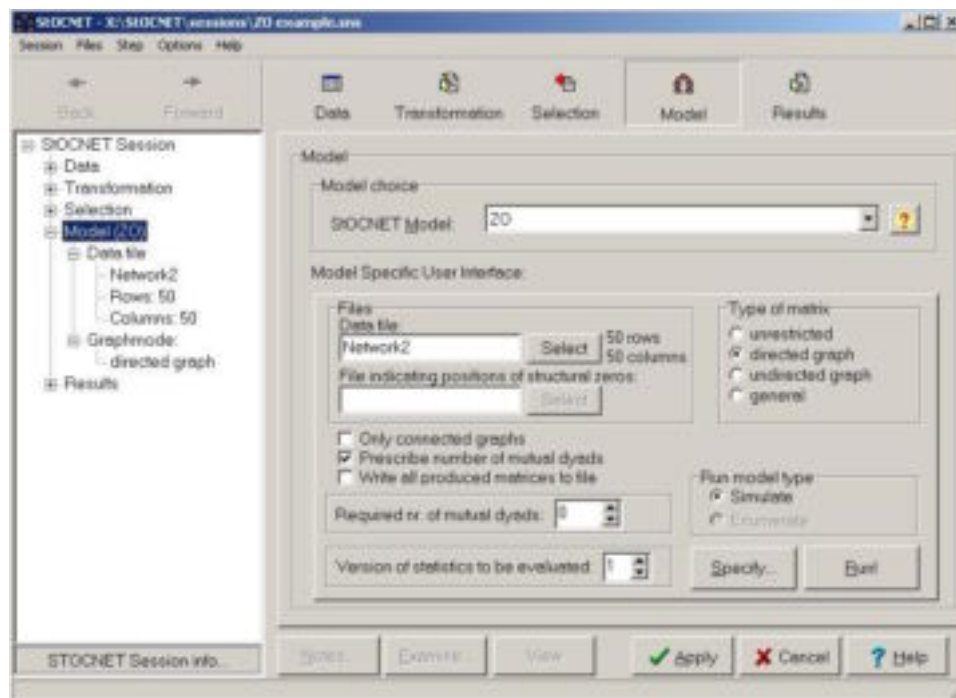 StOCNET - X:\StOCNET\sessions\ZO example.sns
Session Files Step Options Help
Back Forward
Data Transformation Selection Model Results
StOCNET Session
Data
Transformation
Selection
Model (ZO)
Data file
Network2
Rows: 50
Columns: 50
Graphmode:
directed graph
Results
STOCNET Session info...
Model
Model choice
StOCNET Model: ZO
Model Specific User Interface:
Files
Data file:
Network2 Select 50 rows
50 columns
File indicating positions of structural zeros:
Select
Type of matrix
unrestricted
directed graph
undirected graph
general
Only connected graphs
Prescribe number of mutual dyads
Write all produced matrices to file
Required nr. of mutual dyads: 0
Version of statistics to be evaluated: 1
Run model type
Simulate
Enumerate
Specify... Run!
Notes... Examine... View Apply Cancel Help